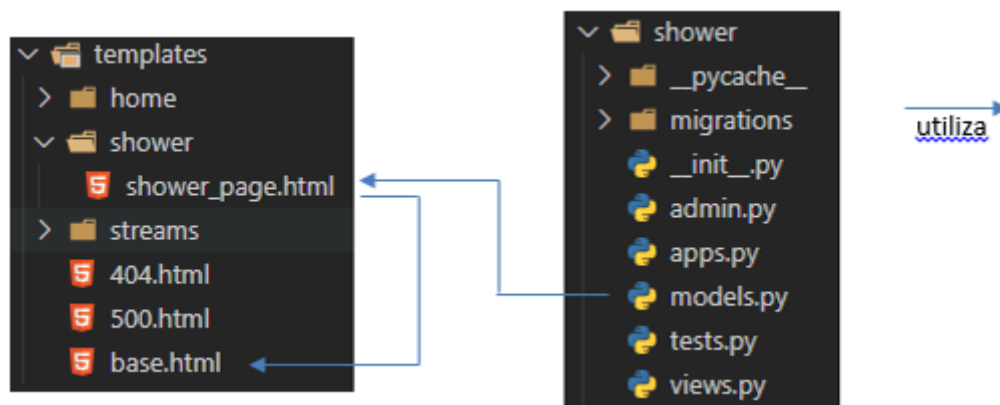 templates
home
shower
shower_page.html
streams
404.html
500.html
base.html
shower
__pycache__
migrations
__init__.py
admin.py
apps.py
models.py
tests.py
views.py
utiliza